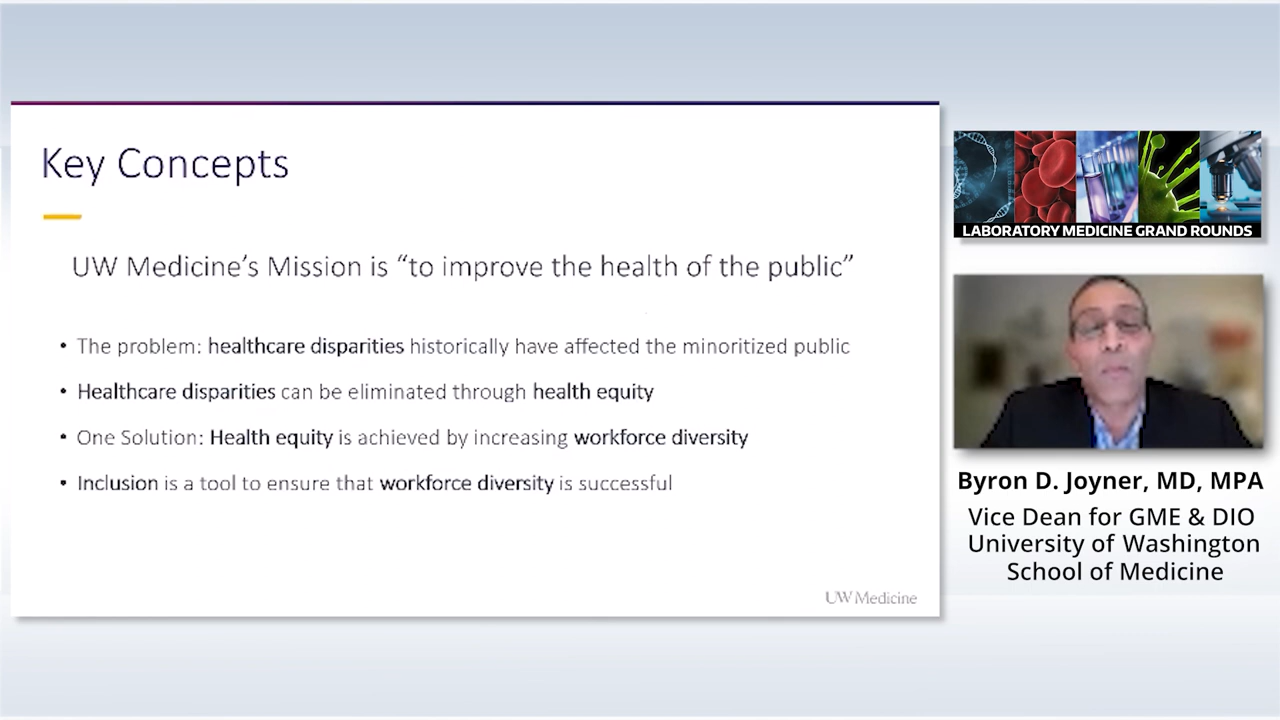 Key Concepts
UW Medicine’s Mission is “to improve the health of the public”
• The problem: healthcare disparities historically have affected the minoritized public
• Healthcare disparities can be eliminated through health equity
• One Solution: Health equity is achieved by increasing workforce diversity
• Inclusion is a tool to ensure that workforce diversity is successful
UW Medicine
LABORATORY MEDICINE GRAND ROUNDS
Byron D. Joyner, MD, MPA
Vice Dean for GME & DIO
University of Washington
School of Medicine